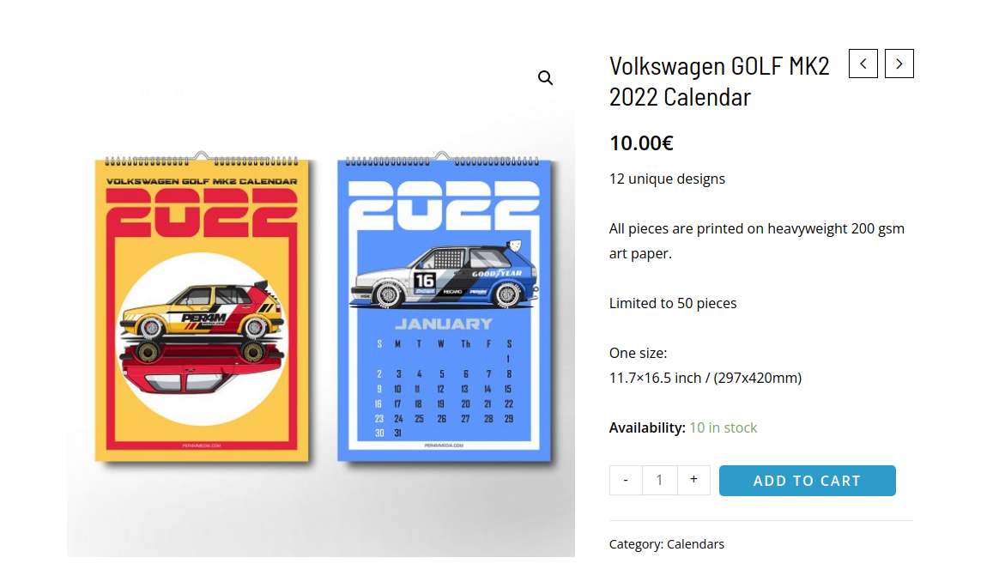 Volkswagen GOLF MK2
2022 Calendar
10.00€
12 unique designs
All pieces are printed on heavyweight 200 gsm
art paper.
Limited to 50 pieces
One size:
11.7×16.5 inch / (297x420mm)
Availability: 10 in stock
- 1 +
ADD TO CART
Category: Calendars
VOLKSWAGEN GOLF MK2 CALENDAR
2022
PER4M
PER4MMEDIA.COM
2022
16
GOODYEAR
RECARO
PER4M
JANUARY
S M T W Th F S
1
2 3 4 5 6 7 8
9 10 11 12 13 14 15
16 17 18 19 20 21 22
23 24 25 26 27 28 29
30 31
PER4MMEDIA.COM